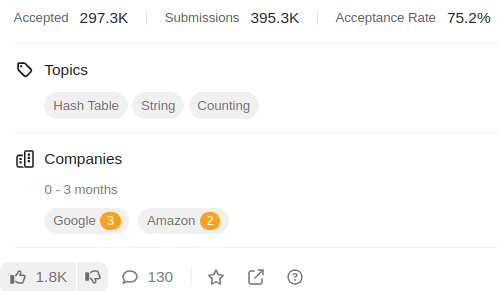 Accepted 297.3K Submissions 395.3K Acceptance Rate 75.2%
Topics
Hash Table String Counting
Companies
0 - 3 months
Google 3 Amazon 2
1.8K 130